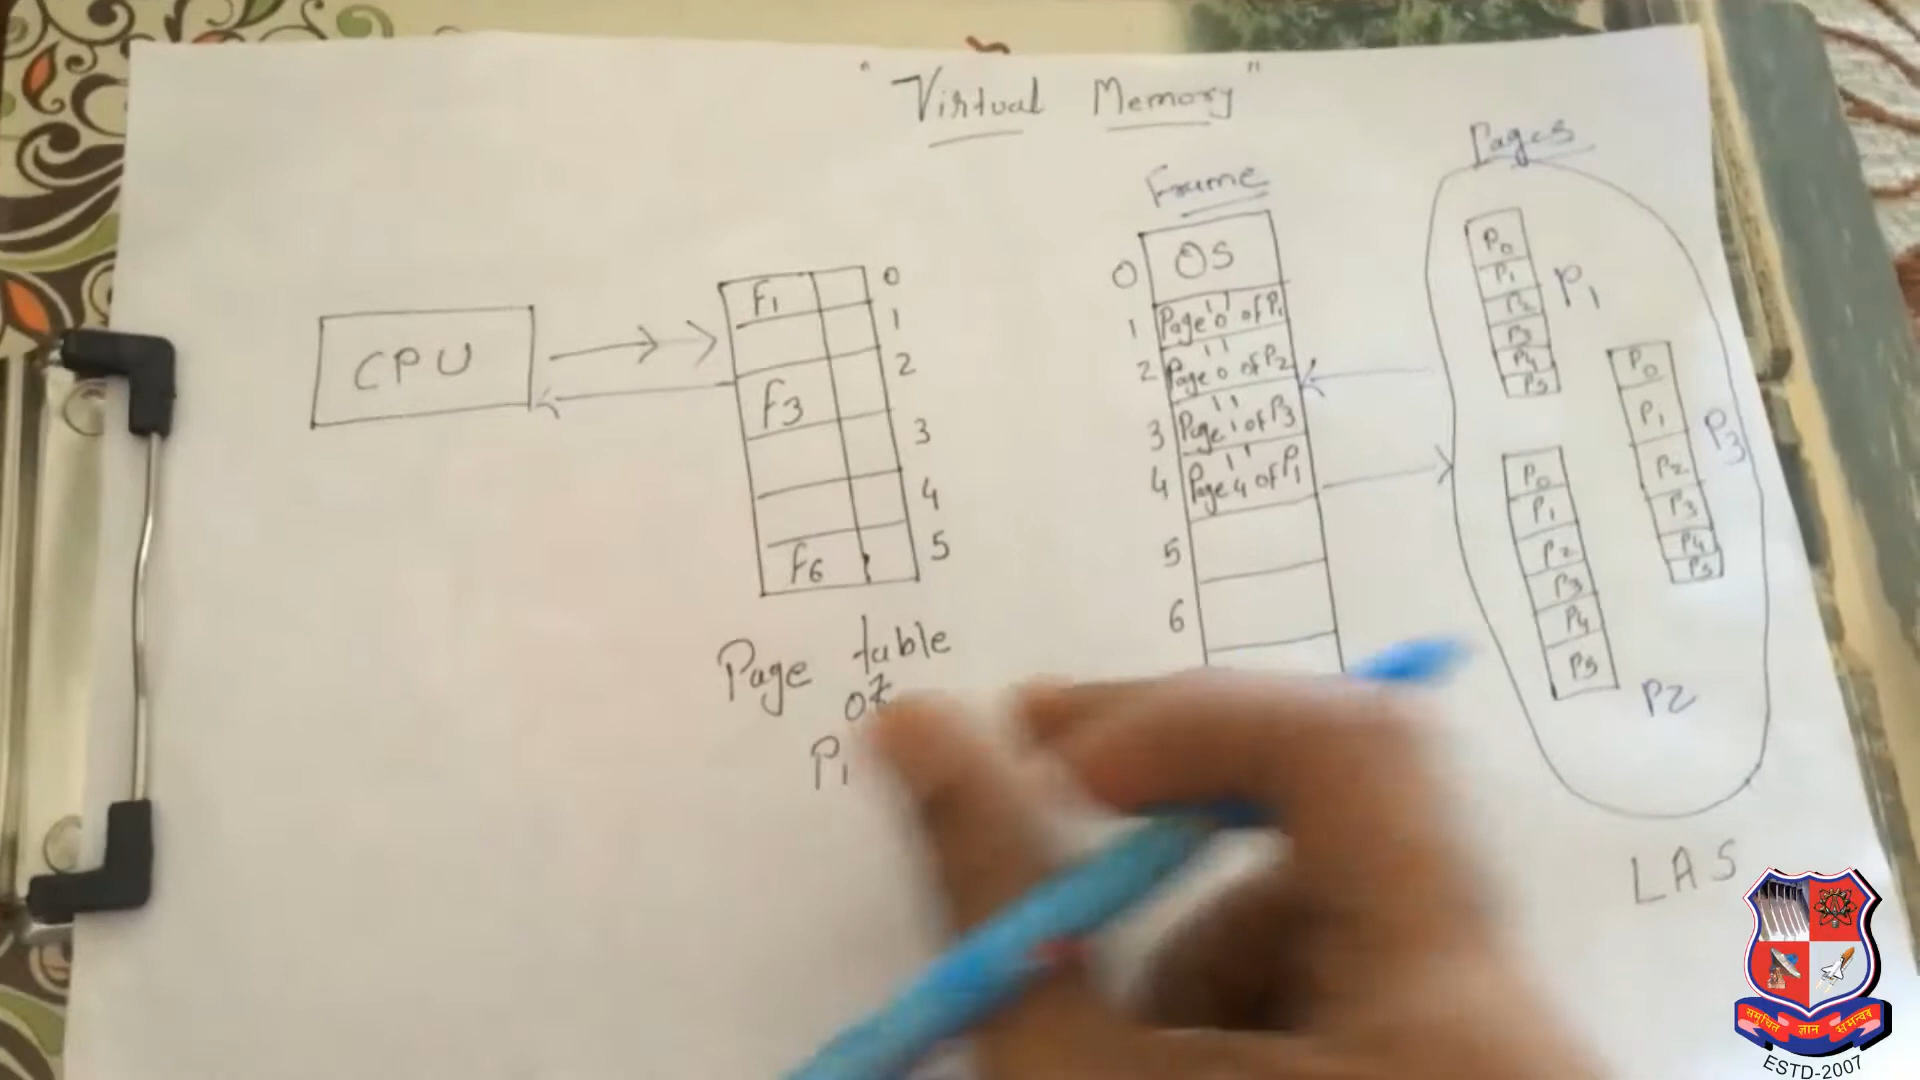 "Virtual Memory"
CPU
F1
F3
F6
0
1
2
3
4
5
Page table
of
P1
Frame
0 OS
1 Page '0' of P1
2 Page '0' of P2
3 Page '1' of P3
4 Page '4' of P1
5
6
Pages
P0
P1
P2
P3
P4
P5
P1
P0
P1
P2
P3
P4
P5
P3
P0
P1
P2
P3
P4
P5
P2
LAS
समुचित ज्ञान समन्वय
ESTD-2007